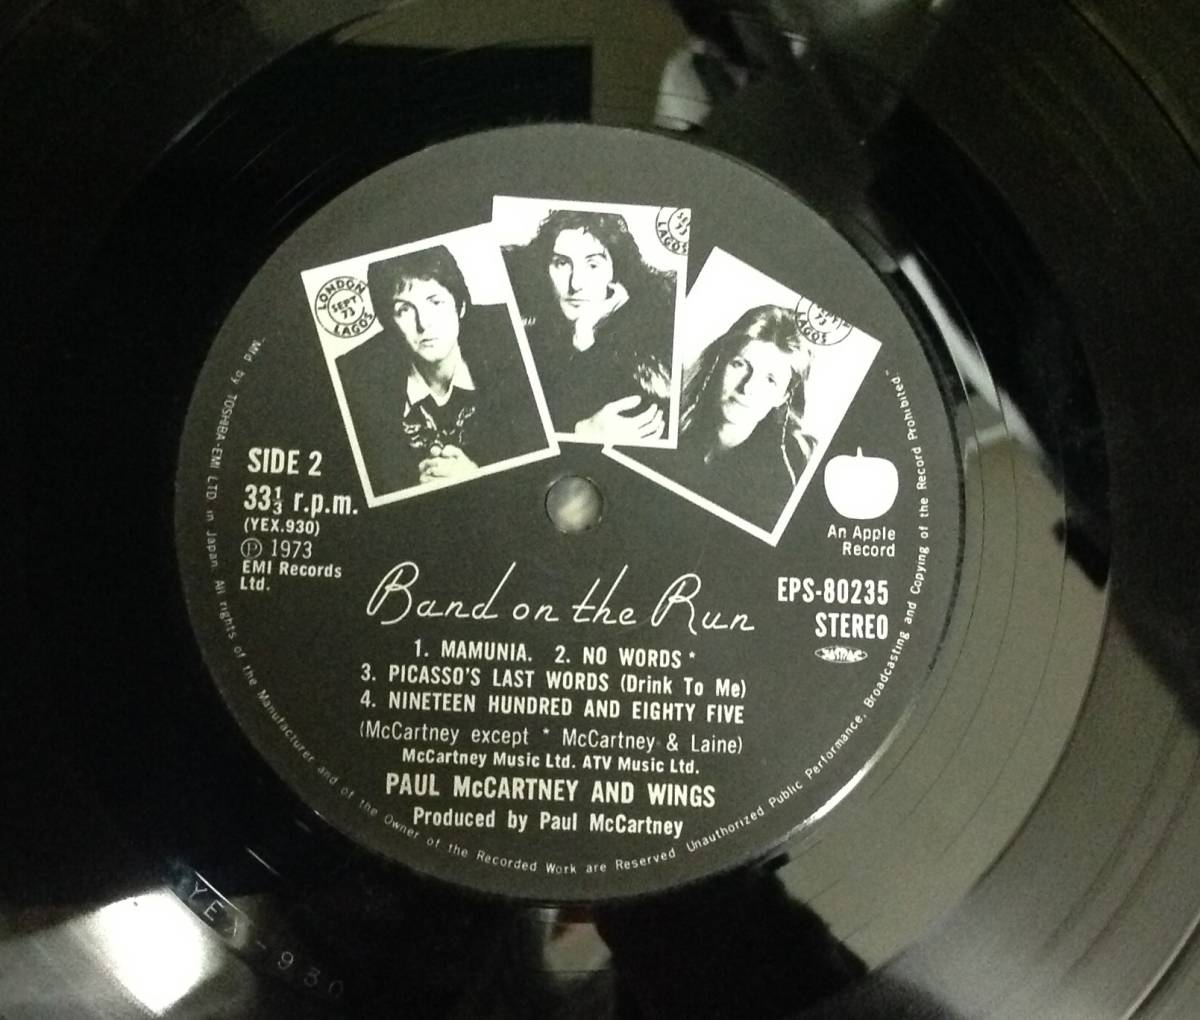 LONDON
SEPT
73
LAGOS
SE
73
LAGOS
73
SIDE 2
33⅓ r.p.m.
(YEX.930)
Ⓟ 1973
EMI Records
Ltd.
An Apple
Record
EPS-80235
STEREO
Band on the Run
1. MAMUNIA. 2. NO WORDS *
3. PICASSO'S LAST WORDS (Drink To Me)
4. NINETEEN HUNDRED AND EIGHTY FIVE
(McCartney except * McCartney & Laine)
McCartney Music Ltd. ATV Music Ltd.
PAUL McCARTNEY AND WINGS
Produced by Paul McCartney
"M'd by TOSHIBA-EMI LTD in Japan. All rights of the Manufacturer and of the Owner of the Recorded Work are Reserved Unauthorized Public Performance, Broadcasting and Copying of the Record Prohibited."
YEX-930